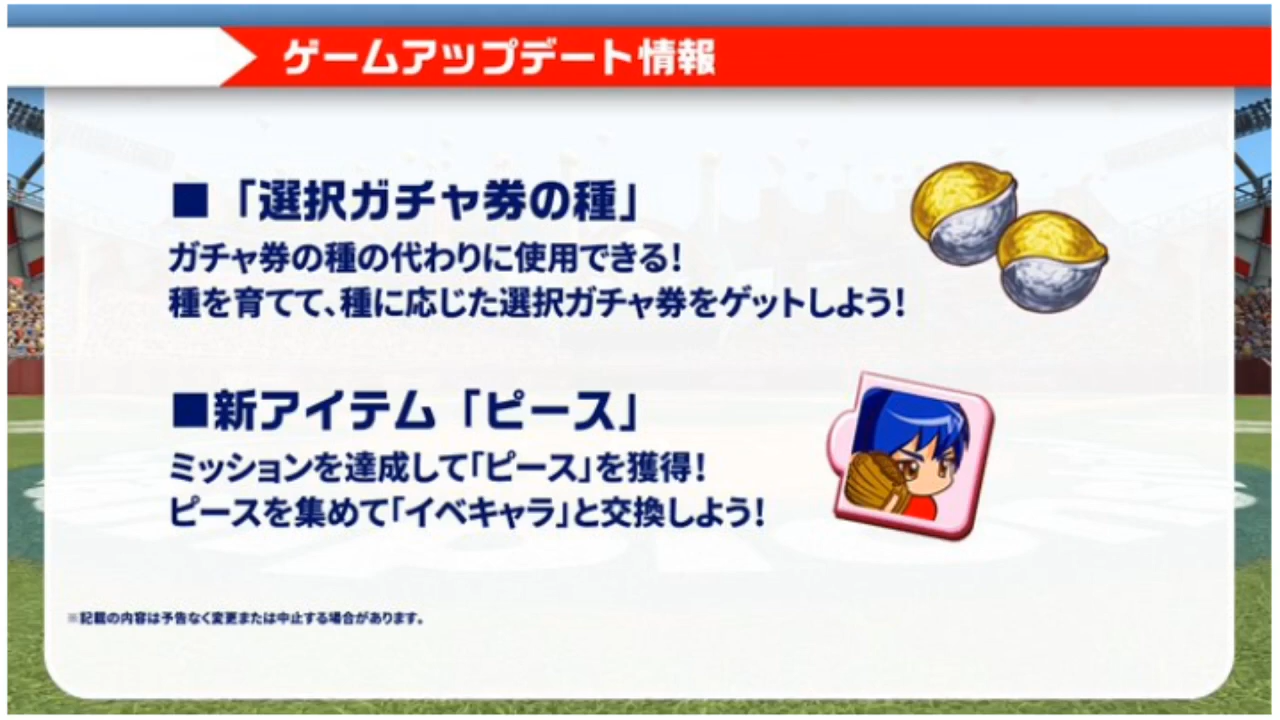 ゲームアップデート情報
■「選択ガチャ券の種」
ガチャ券の種の代わりに使用できる！
種を育てて、種に応じた選択ガチャ券をゲットしよう！
■新アイテム「ピース」
ミッションを達成して「ピース」を獲得！
ピースを集めて「イベキャラ」と交換しよう！
※記載の内容は予告なく変更または中止する場合があります。